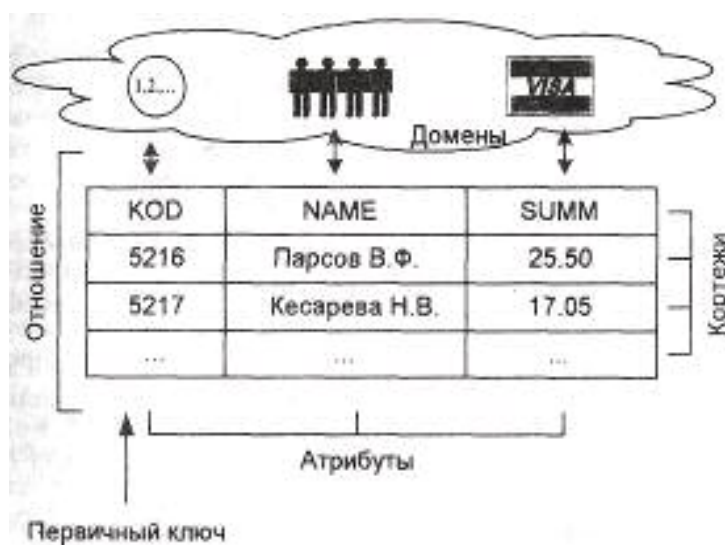 1,2,...
VISA
Домены
KOD NAME SUMM
5216 Парсов В.Ф. 25.50
5217 Кесарева Н.В. 17.05
... ... ...
Отношение
Кортежи
Атрибуты
Первичный ключ